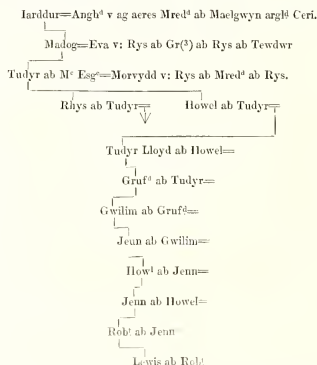 Iarddur=Angh^d v ag aeres Mred^d ab Maelgwyn argl^d Ceri.
Madog=Eva v: Rys ab Gr(³) ab Rys ab Tewdwr
Tudyr ab M^c Esg^c=Morvydd v: Rys ab Mred^d ab Rys.
Rhys ab Tudyr= Howel ab Tudyr=
Tudyr Lloyd ab Howel=
Gruf^d ab Tudyr=
Gwilim ab Gruf^d=
Jeun ab Gwilim=
How^l ab Jenn=
Jenn ab Howel=
Rob^t ab Jenn
Lewis ab Rob^t